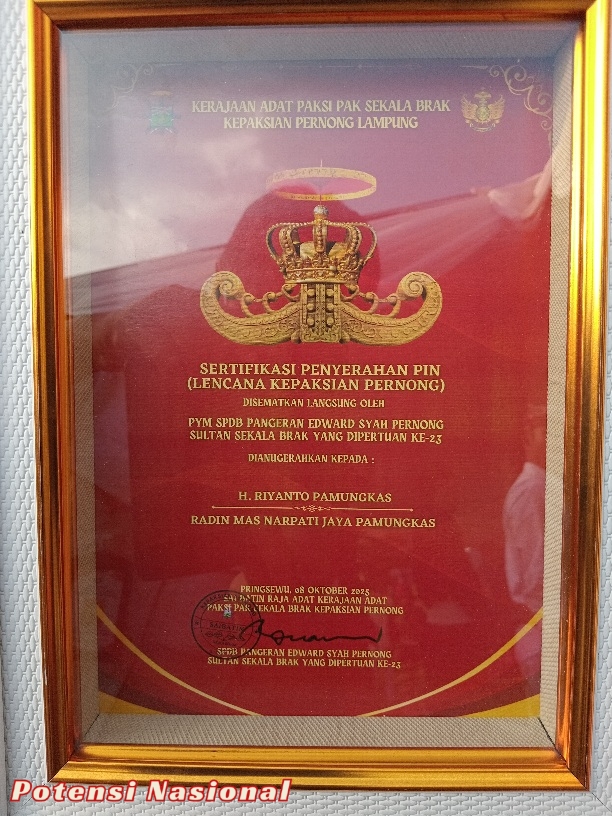 KERAJAAN ADAT PAKSI PAK SEKALA BRAK
KEPAKSIAN PERNONG LAMPUNG
SERTIFIKASI PENYERAHAN PIN
(LENCANA KEPAKSIAN PERNONG)
DISEMATKAN LANGSUNG OLEH
PYM SPDB PANGERAN EDWARD SYAH PERNONG
SULTAN SEKALA BRAK YANG DIPERTUAN KE-23
DIANUGERAHKAN KEPADA :
H. RIYANTO PAMUNGKAS
RADIN MAS NARPATI JAYA PAMUNGKAS
PRINGSEWU, 08 OKTOBER 2025
SAI BATIN RAJA ADAT KERAJAAN ADAT
PAKSI PAK SEKALA BRAK KEPAKSIAN PERNONG
SPDB PANGERAN EDWARD SYAH PERNONG
SULTAN SEKALA BRAK YANG DIPERTUAN KE-23
Potensi Nasional